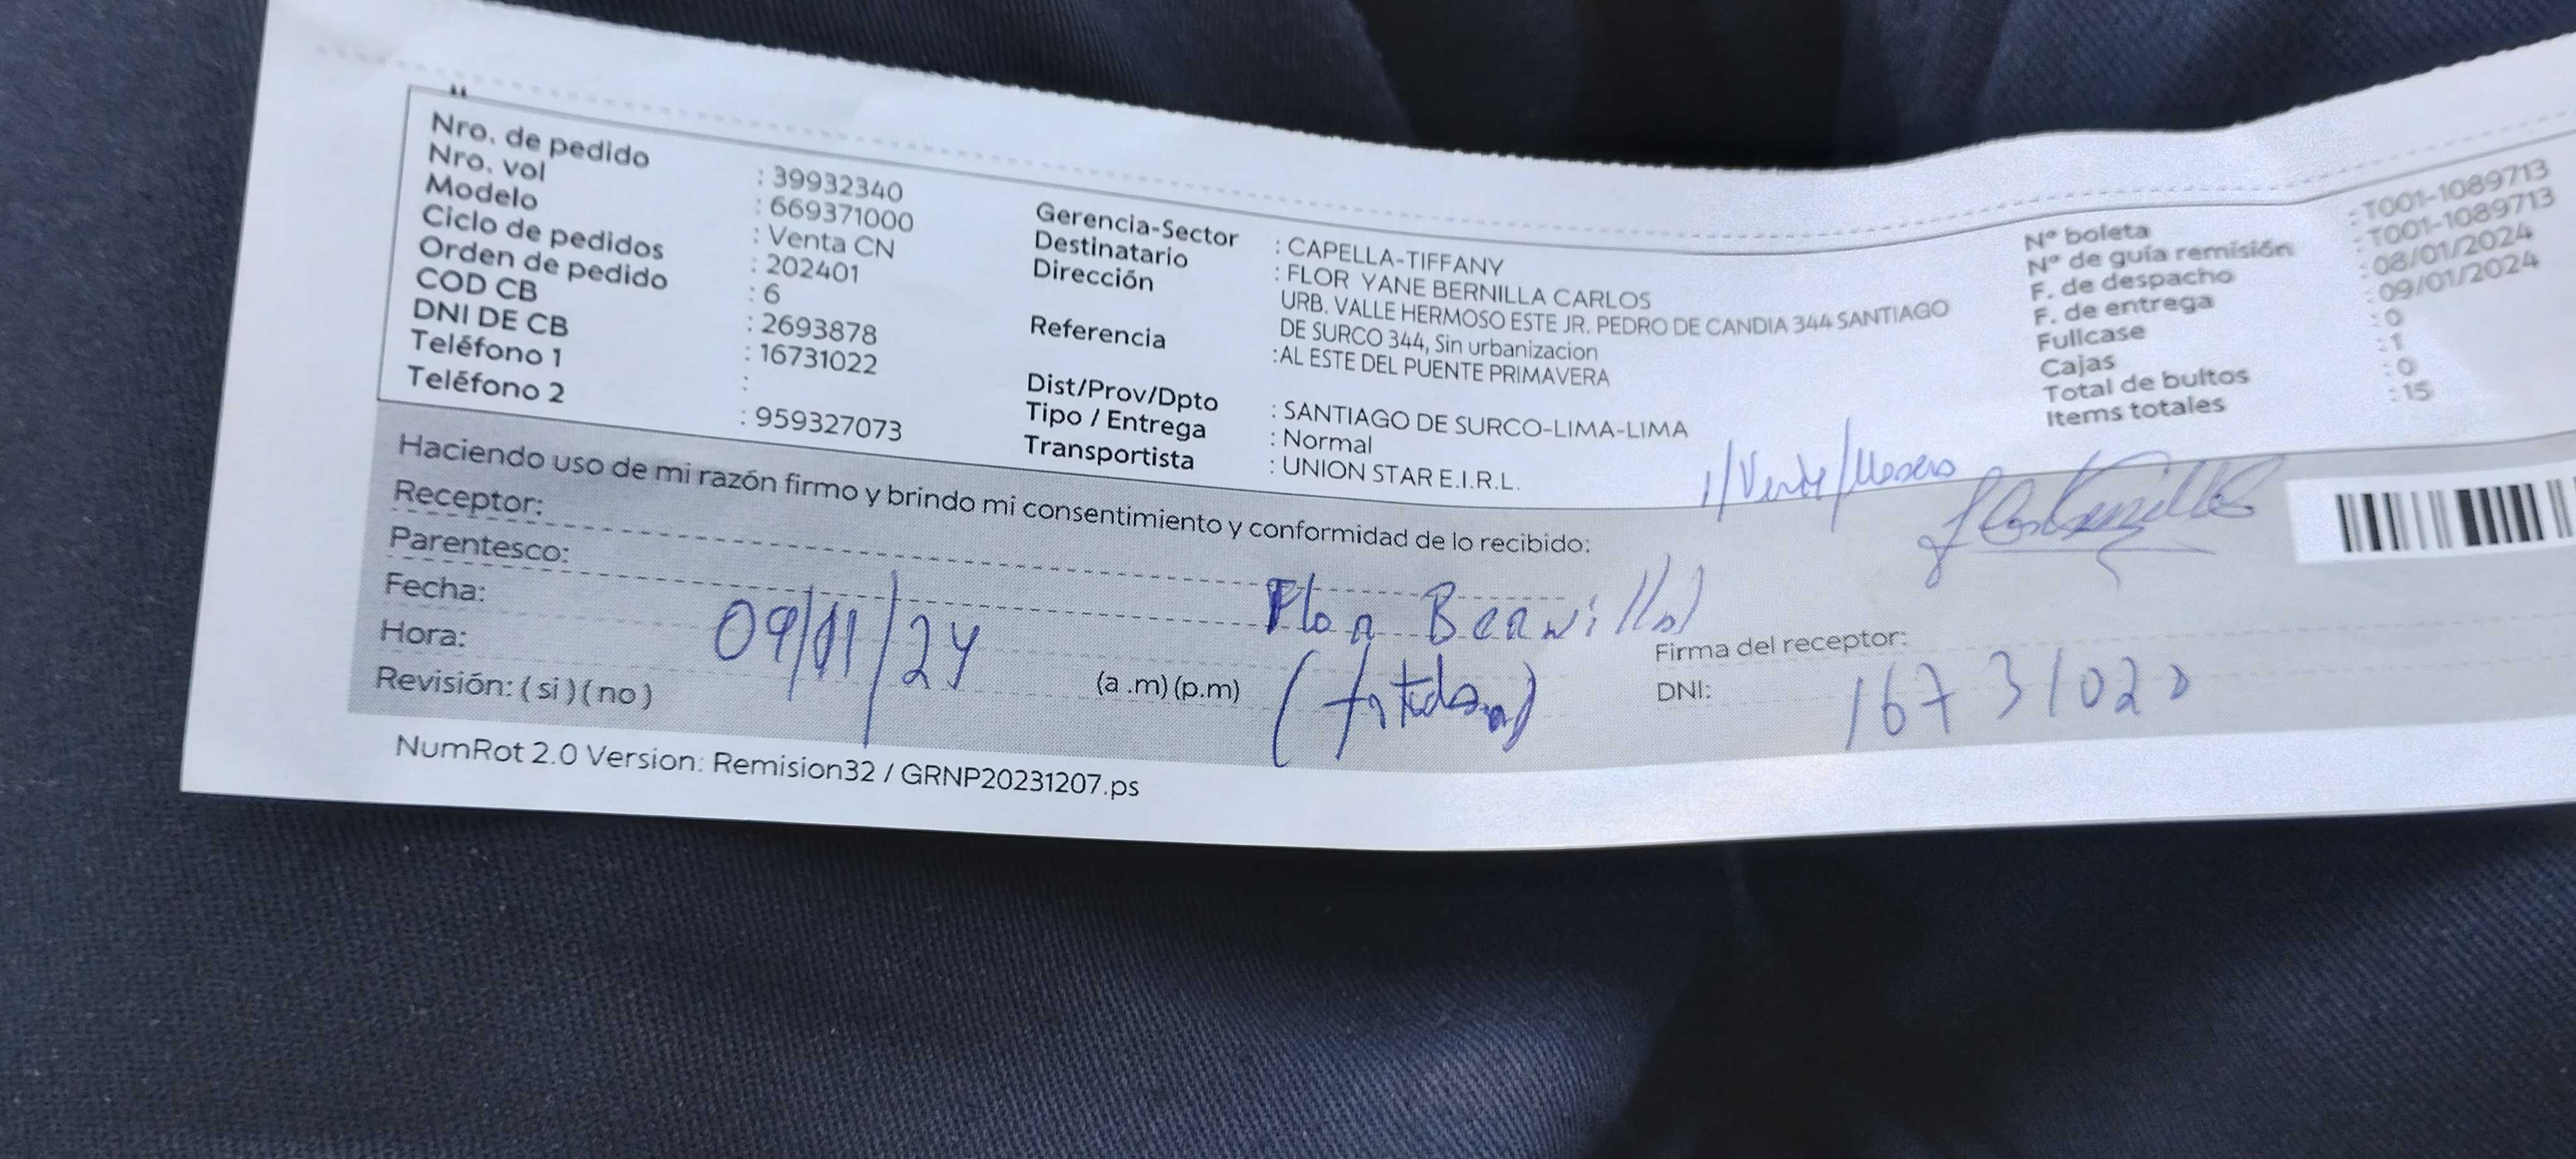 Nro. de pedido : 39932340
Nro. vol : 669371000
Modelo : Venta CN
Ciclo de pedidos : 202401
Orden de pedido : 6
COD CB : 2693878
DNI DE CB : 16731022
Teléfono 1 :
Teléfono 2 : 959327073
Gerencia-Sector : CAPELLA-TIFFANY
Destinatario : FLOR YANE BERNILLA CARLOS
Dirección URB. VALLE HERMOSO ESTE JR. PEDRO DE CANDIA 344 SANTIAGO
DE SURCO 344, Sin urbanizacion
Referencia :AL ESTE DEL PUENTE PRIMAVERA
Dist/Prov/Dpto : SANTIAGO DE SURCO-LIMA-LIMA
Tipo / Entrega : Normal
Transportista : UNION STAR E.I.R.L.
Nº boleta : T001-1089713
Nº de guía remisión : T001-1089713
F. de despacho : 08/01/2024
F. de entrega : 09/01/2024
Fullcase : 0
Cajas : 1
Total de bultos : 0
Items totales : 15
Haciendo uso de mi razón firmo y brindo mi consentimiento y conformidad de lo recibido:
Receptor: Flor Bernilla
Parentesco:
Fecha: 09/01/24
Hora: (a .m) (p.m)
Revisión: ( si ) ( no )
Firma del receptor:
DNI: 16731022
NumRot 2.0 Version: Remision32 / GRNP20231207.ps